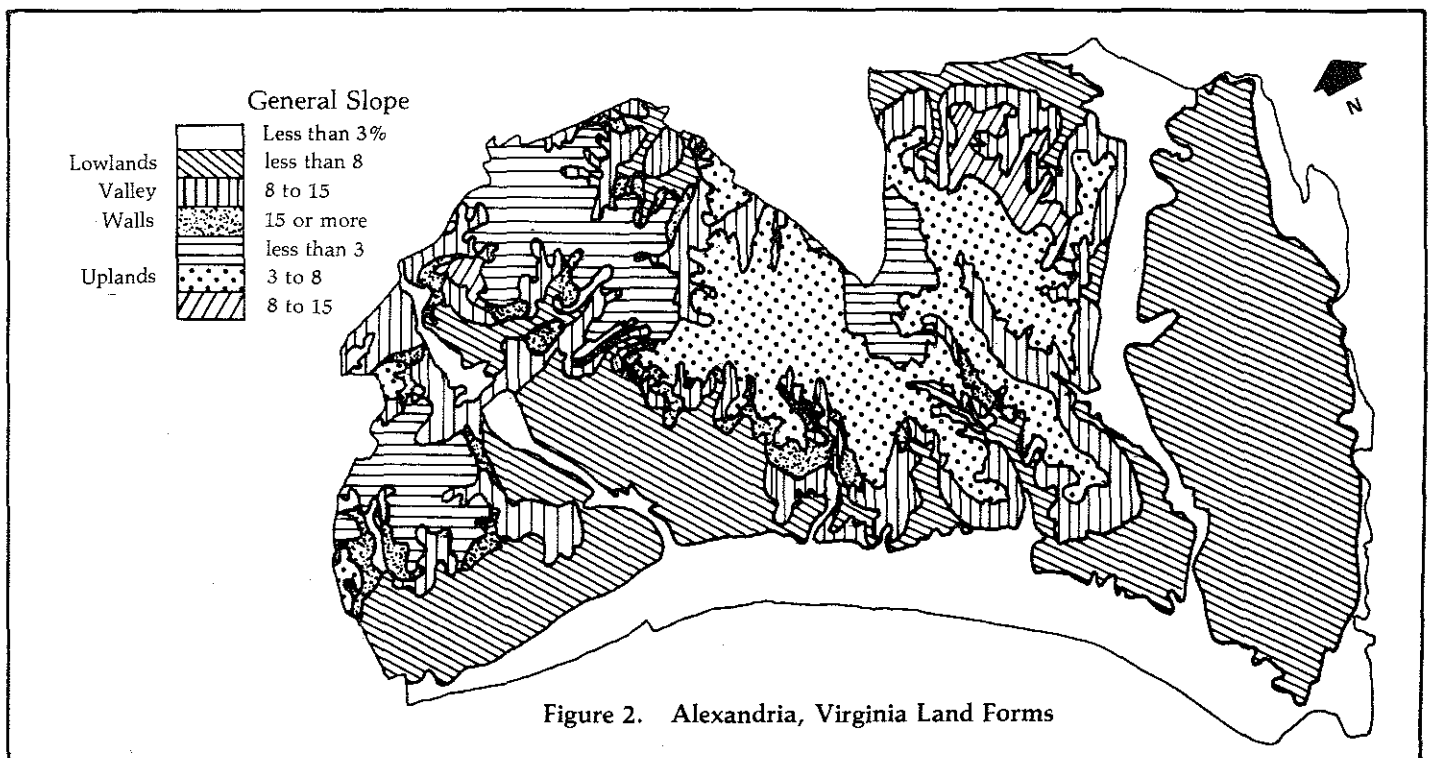 General Slope
Less than 3%
Lowlands less than 8
Valley 8 to 15
Walls 15 or more
less than 3
Uplands 3 to 8
8 to 15
N
Figure 2. Alexandria, Virginia Land Forms